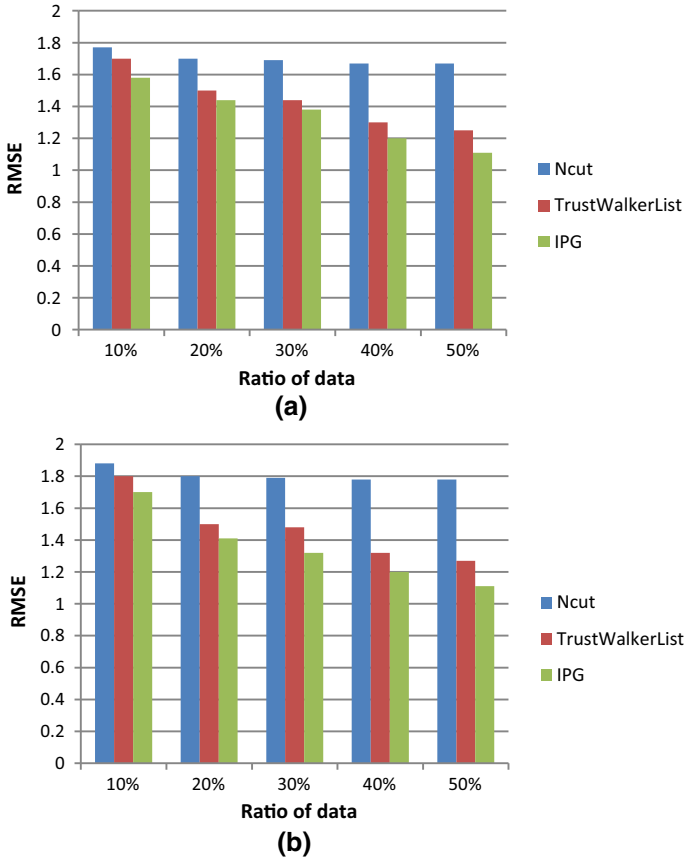 2
1.8
1.6
1.4
1.2
1
0.8
0.6
0.4
0.2
0
RMSE
10% 20% 30% 40% 50%
Ratio of data
Ncut
TrustWalkerList
IPG
(a)
2
1.8
1.6
1.4
1.2
1
0.8
0.6
0.4
0.2
0
RMSE
10% 20% 30% 40% 50%
Ratio of data
Ncut
TrustWalkerList
IPG
(b)